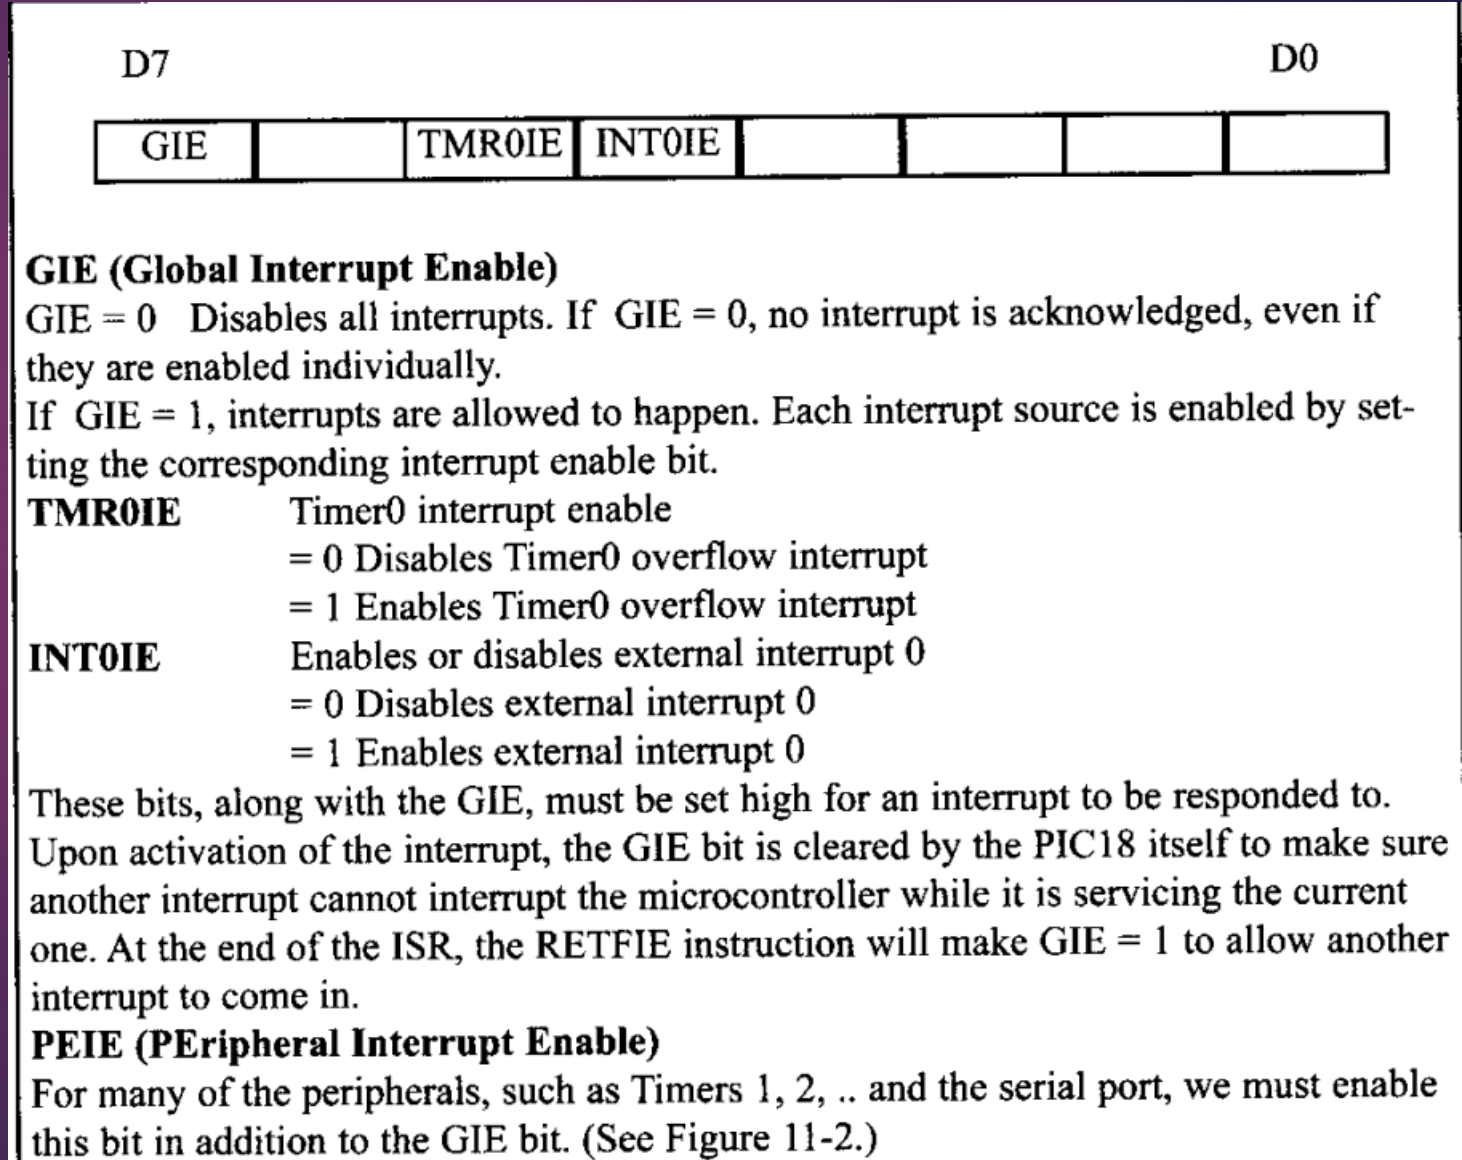 D7 D0
GIE TMR0IE INT0IE
GIE (Global Interrupt Enable)
GIE = 0 Disables all interrupts. If GIE = 0, no interrupt is acknowledged, even if
they are enabled individually.
If GIE = 1, interrupts are allowed to happen. Each interrupt source is enabled by set-
ting the corresponding interrupt enable bit.
TMR0IE Timer0 interrupt enable
= 0 Disables Timer0 overflow interrupt
= 1 Enables Timer0 overflow interrupt
INT0IE Enables or disables external interrupt 0
= 0 Disables external interrupt 0
= 1 Enables external interrupt 0
These bits, along with the GIE, must be set high for an interrupt to be responded to.
Upon activation of the interrupt, the GIE bit is cleared by the PIC18 itself to make sure
another interrupt cannot interrupt the microcontroller while it is servicing the current
one. At the end of the ISR, the RETFIE instruction will make GIE = 1 to allow another
interrupt to come in.
PEIE (PEripheral Interrupt Enable)
For many of the peripherals, such as Timers 1, 2, .. and the serial port, we must enable
this bit in addition to the GIE bit. (See Figure 11-2.)